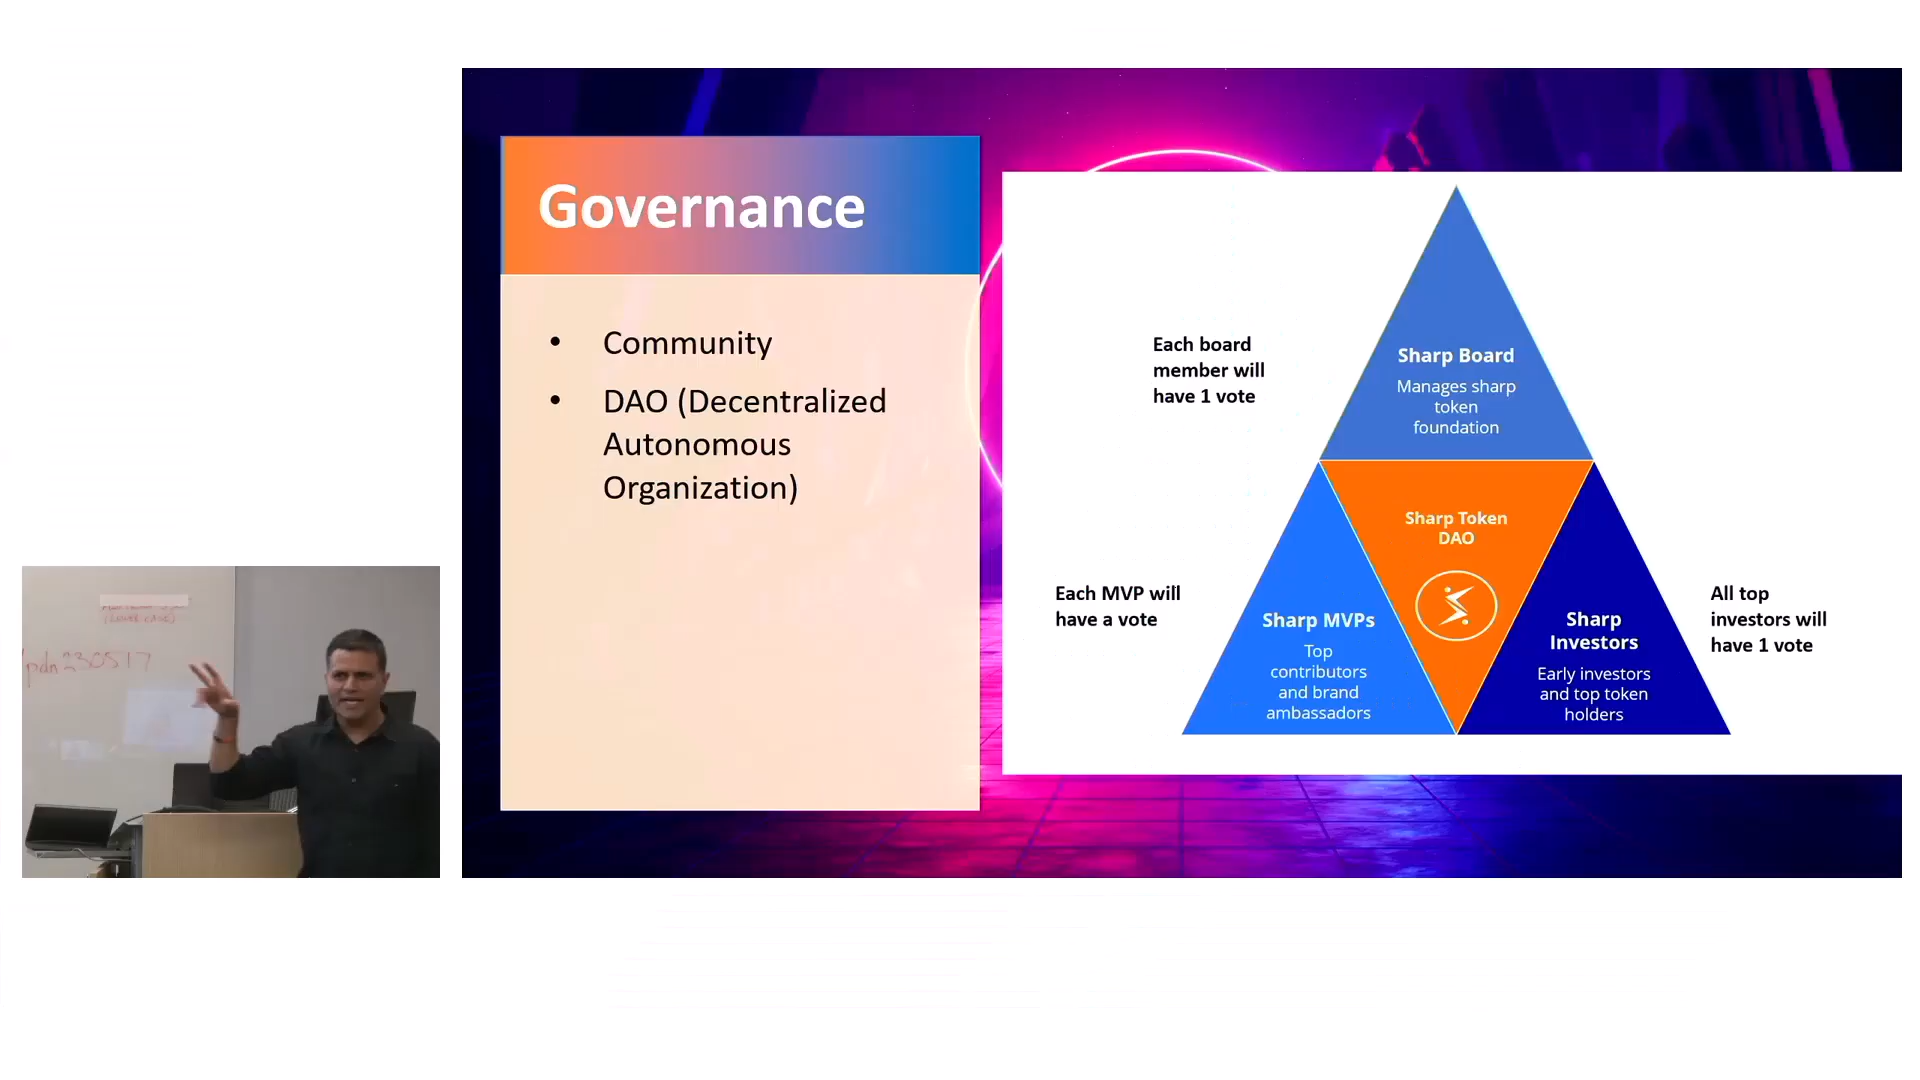 Governance
• Community
• DAO (Decentralized
Autonomous
Organization)
Each board
member will
have 1 vote
Sharp Board
Manages sharp
token
foundation
Sharp Token
DAO
Each MVP will
have a vote
Sharp MVPs
Top
contributors
and brand
ambassadors
Sharp
Investors
Early investors
and top token
holders
All top
investors will
have 1 vote
pdn230517